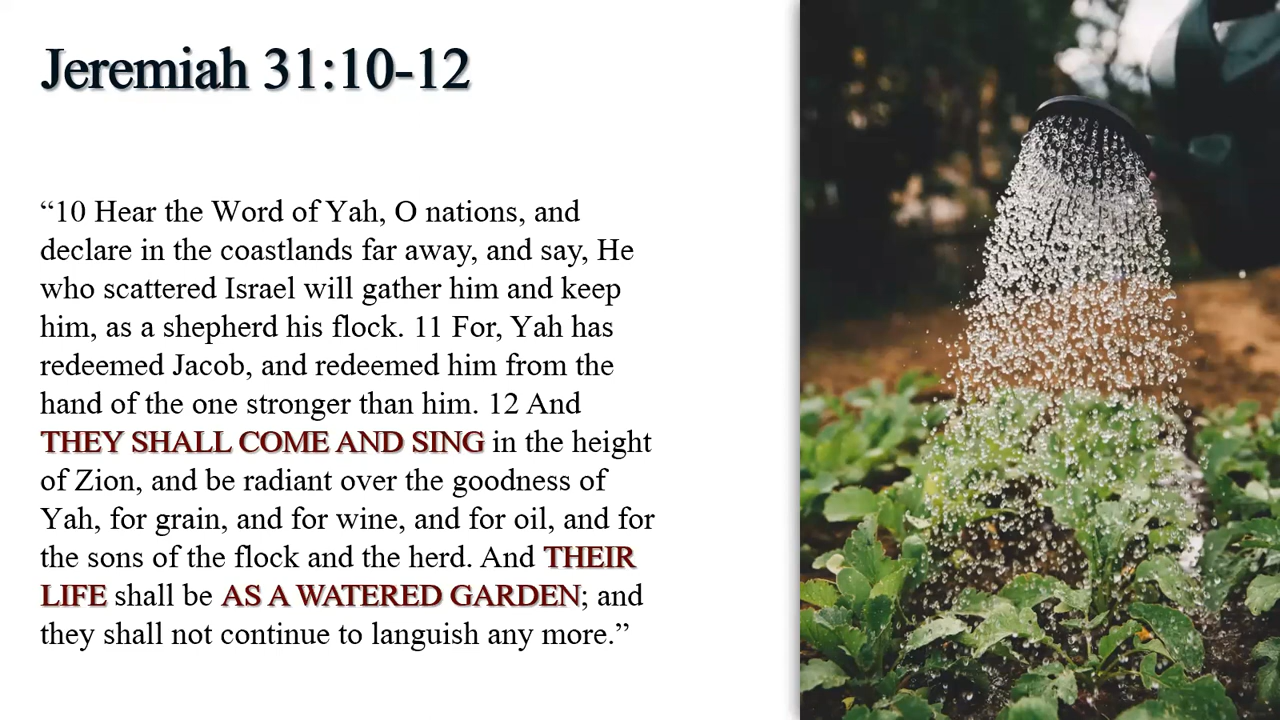 Jeremiah 31:10-12
“10 Hear the Word of Yah, O nations, and
declare in the coastlands far away, and say, He
who scattered Israel will gather him and keep
him, as a shepherd his flock. 11 For, Yah has
redeemed Jacob, and redeemed him from the
hand of the one stronger than him. 12 And
THEY SHALL COME AND SING in the height
of Zion, and be radiant over the goodness of
Yah, for grain, and for wine, and for oil, and for
the sons of the flock and the herd. And THEIR
LIFE shall be AS A WATERED GARDEN; and
they shall not continue to languish any more.”